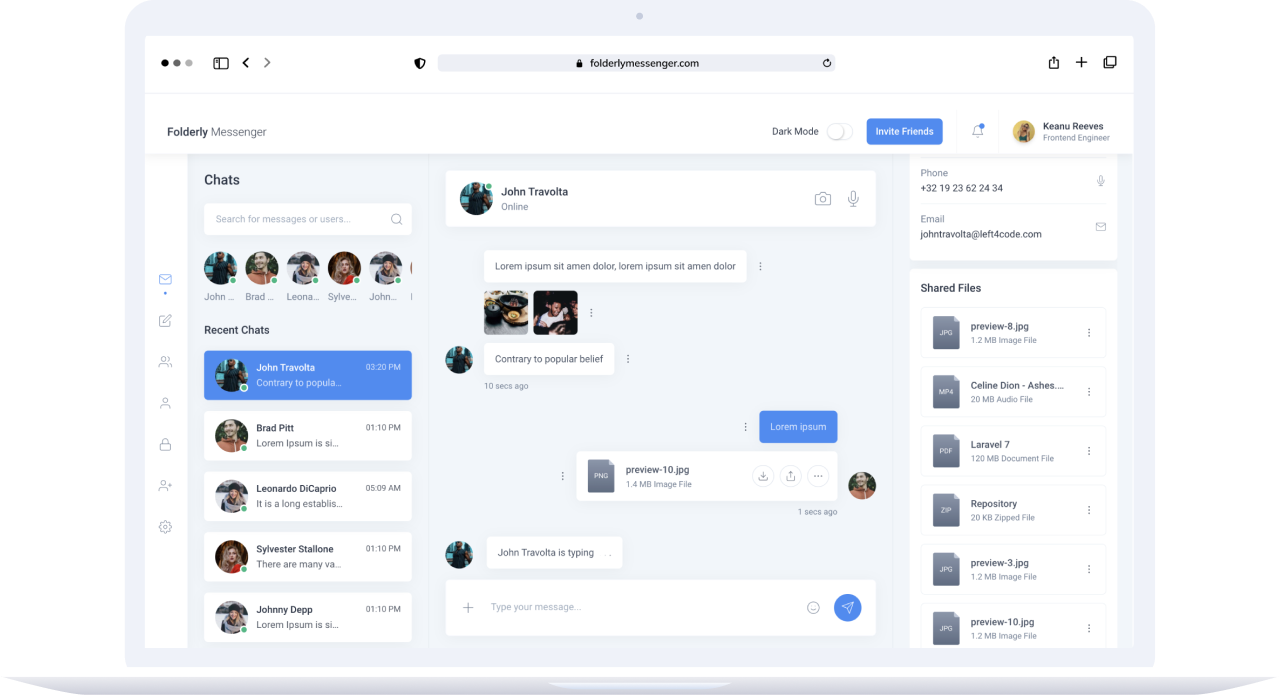 folderlymessenger.com
Folderly Messenger
Dark Mode
Invite Friends
Keanu Reeves
Frontend Engineer
Chats
Search for messages or users...
John ...
Brad ...
Leona...
Sylve...
John...
Recent Chats
John Travolta
03:20 PM
Contrary to popula...
Brad Pitt
01:10 PM
Lorem Ipsum is si...
Leonardo DiCaprio
05:09 AM
It is a long establis...
Sylvester Stallone
01:10 PM
There are many va...
Johnny Depp
01:10 PM
Lorem Ipsum is si...
John Travolta
Online
Lorem ipsum sit amen dolor, lorem ipsum sit amen dolor
Contrary to popular belief
10 secs ago
Lorem ipsum
PNG
preview-10.jpg
1.4 MB Image File
1 secs ago
John Travolta is typing . .
Type your message...
Phone
+32 19 23 62 24 34
Email
johntravolta@left4code.com
Shared Files
JPG
preview-8.jpg
1.2 MB Image File
MP4
Celine Dion - Ashes....
20 MB Audio File
PDF
Laravel 7
120 MB Document File
ZIP
Repository
20 KB Zipped File
JPG
preview-3.jpg
1.2 MB Image File
JPG
preview-10.jpg
1.2 MB Image File